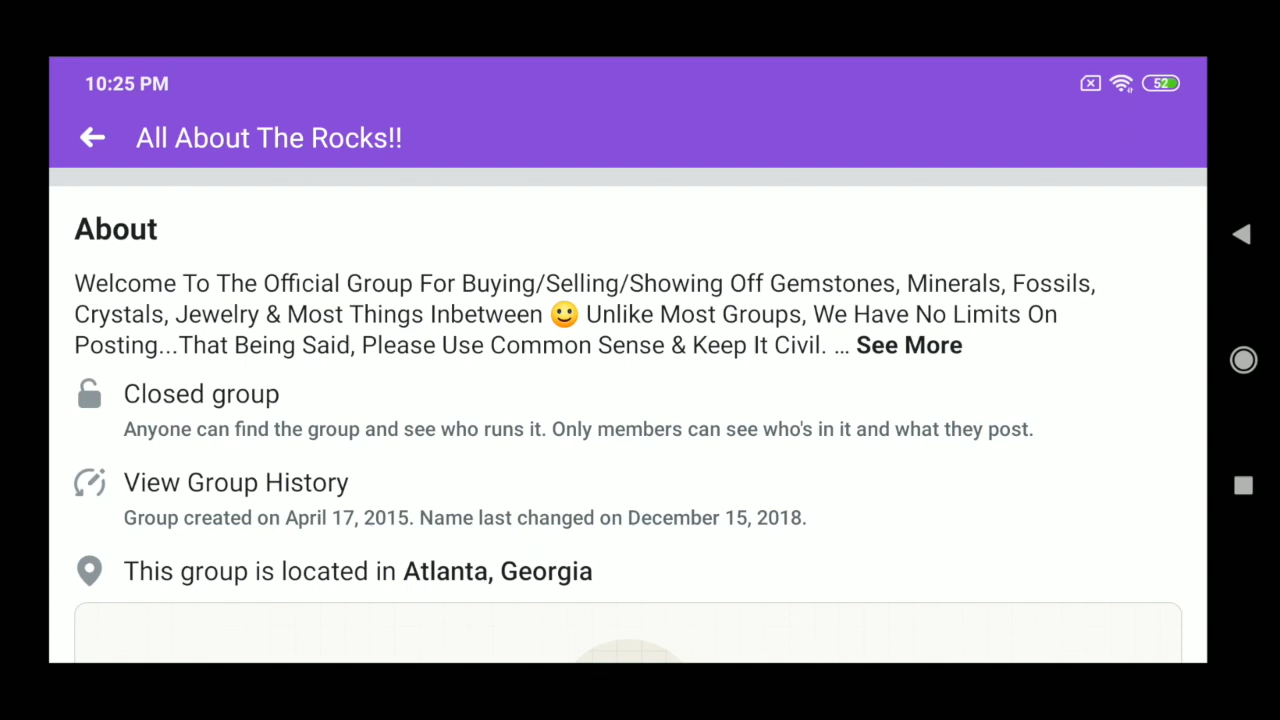 10:25 PM
52
All About The Rocks!!
About
Welcome To The Official Group For Buying/Selling/Showing Off Gemstones, Minerals, Fossils,
Crystals, Jewelry & Most Things Inbetween 🙂 Unlike Most Groups, We Have No Limits On
Posting...That Being Said, Please Use Common Sense & Keep It Civil. ... See More
Closed group
Anyone can find the group and see who runs it. Only members can see who's in it and what they post.
View Group History
Group created on April 17, 2015. Name last changed on December 15, 2018.
This group is located in Atlanta, Georgia